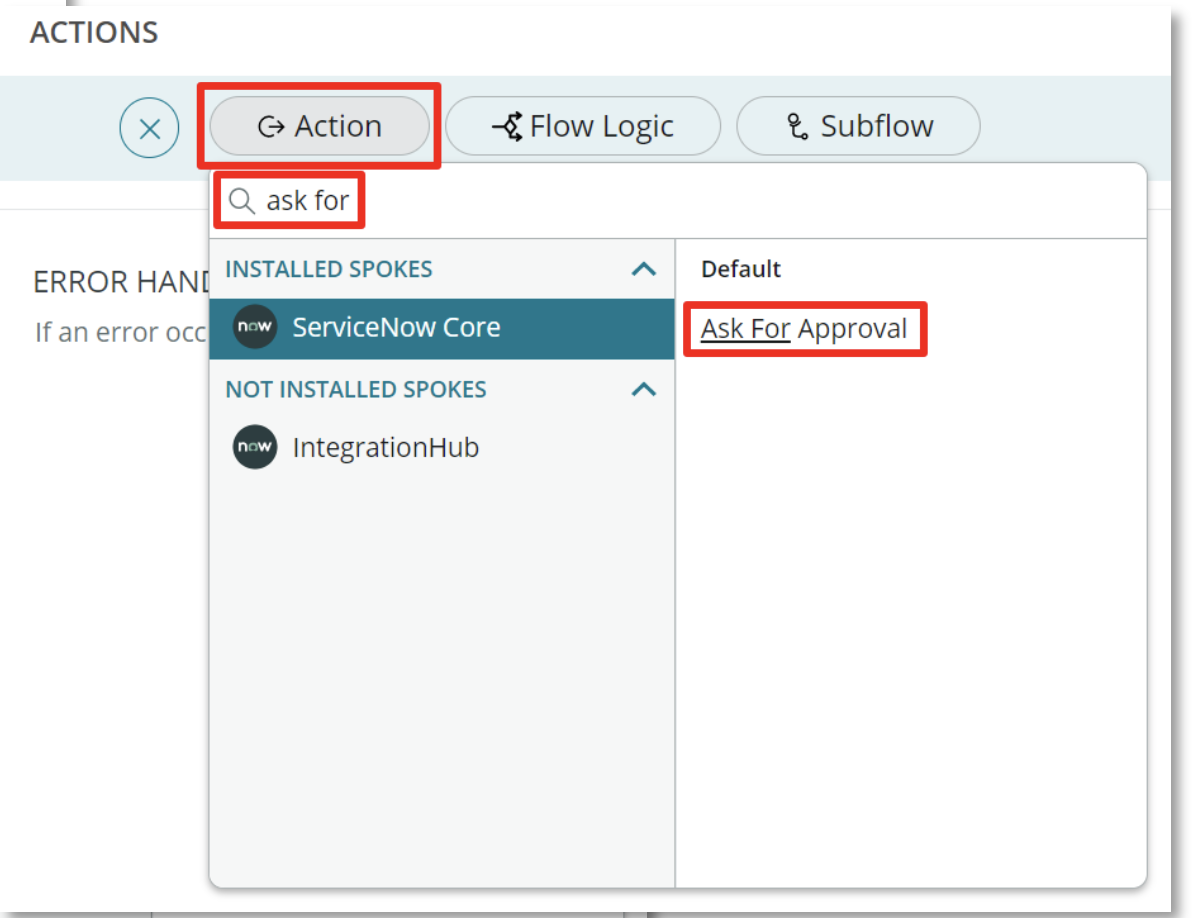 ACTIONS
Action
Flow Logic
Subflow
ask for
INSTALLED SPOKES
Default
ERROR HAND
now ServiceNow Core
Ask For Approval
If an error occ
NOT INSTALLED SPOKES
now IntegrationHub